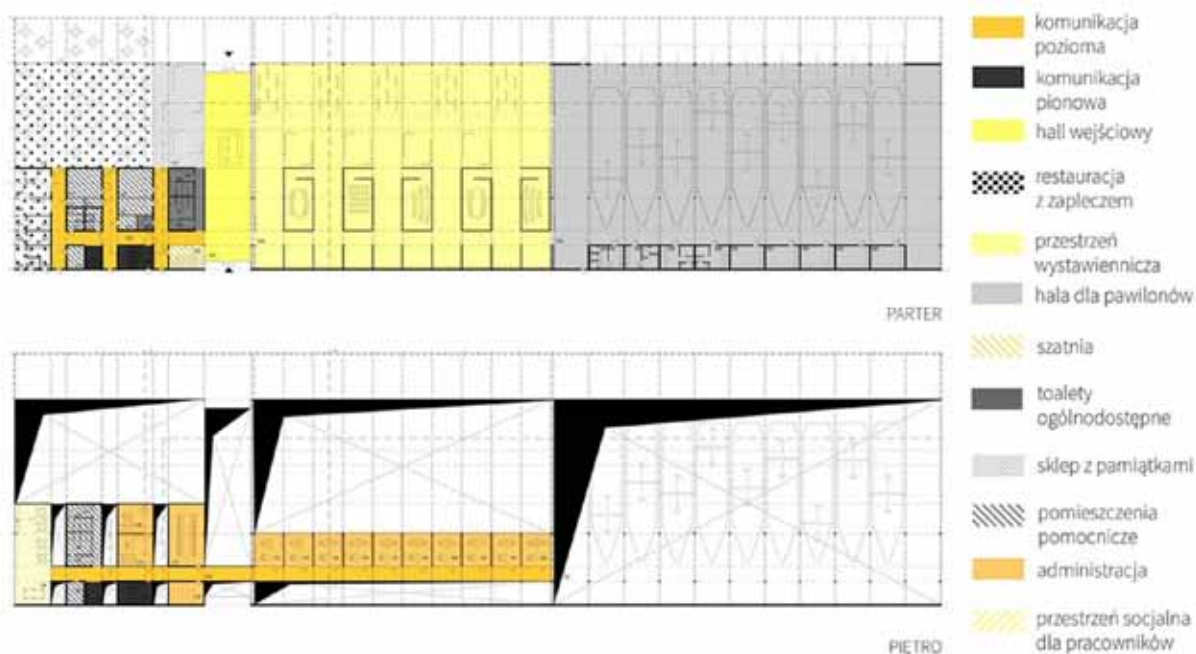 komunikacja
pozioma
komunikacja
pionowa
hall wejściowy
restauracja
z zapleczem
przestrzeń
wystawiennicza
hala dla pawilonów
szatnia
toalety
ogólnodostępne
sklep z pamiątkami
pomieszczenia
pomocnicze
administracja
przestrzeń socjalna
dla pracowników
PARTER
PIĘTRO